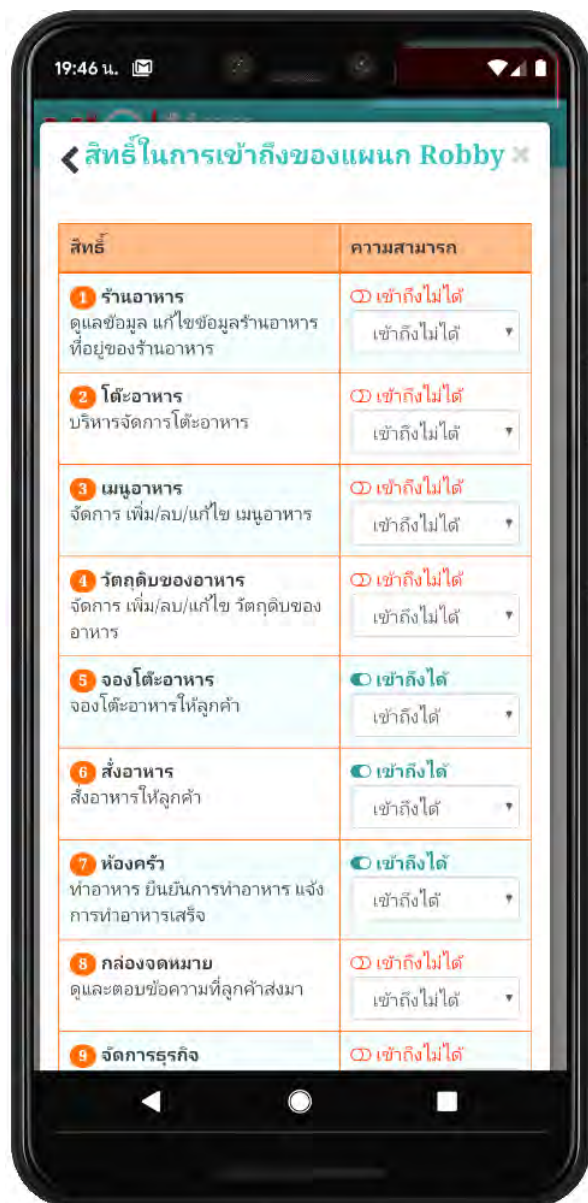 19:46 น.
สิทธิ์ในการเข้าถึงของแผนก Robby ×
สิทธิ์ ความสามารถ
1 ร้านอาหาร
ดูแลข้อมูล แก้ไขข้อมูลร้านอาหาร
ที่อยู่ของร้านอาหาร
เข้าถึงไม่ได้
เข้าถึงไม่ได้
2 โต๊ะอาหาร
บริหารจัดการโต๊ะอาหาร
เข้าถึงไม่ได้
เข้าถึงไม่ได้
3 เมนูอาหาร
จัดการ เพิ่ม/ลบ/แก้ไข เมนูอาหาร
เข้าถึงไม่ได้
เข้าถึงไม่ได้
4 วัตถุดิบของอาหาร
จัดการ เพิ่ม/ลบ/แก้ไข วัตถุดิบของ
อาหาร
เข้าถึงไม่ได้
เข้าถึงไม่ได้
5 จองโต๊ะอาหาร
จองโต๊ะอาหารให้ลูกค้า
เข้าถึงได้
เข้าถึงได้
6 สั่งอาหาร
สั่งอาหารให้ลูกค้า
เข้าถึงได้
เข้าถึงได้
7 ห้องครัว
ทำอาหาร ยืนยันการทำอาหาร แจ้ง
การทำอาหารเสร็จ
เข้าถึงได้
เข้าถึงได้
8 กล่องจดหมาย
ดูและตอบข้อความที่ลูกค้าส่งมา
เข้าถึงไม่ได้
เข้าถึงไม่ได้
9 จัดการธุรกิจ
เข้าถึงไม่ได้